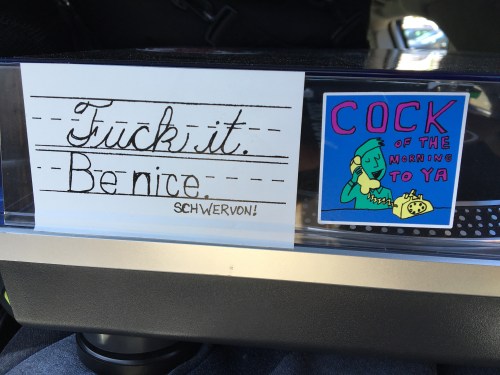 Fuck it.
Be nice.
SCHWERVON!
COCK
OF THE
MORNING
TO YA